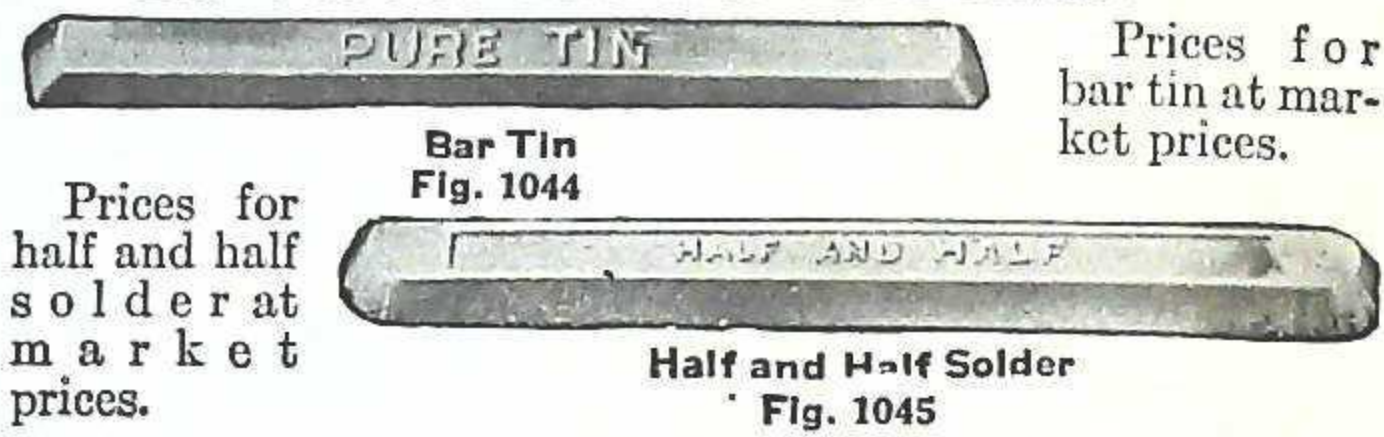 PURE TIN
Bar Tin
Fig. 1044
Prices for
bar tin at mar-
ket prices.
Prices for
half and half
solder at
market
prices.
HALF AND HALF
Half and Half Solder
Fig. 1045